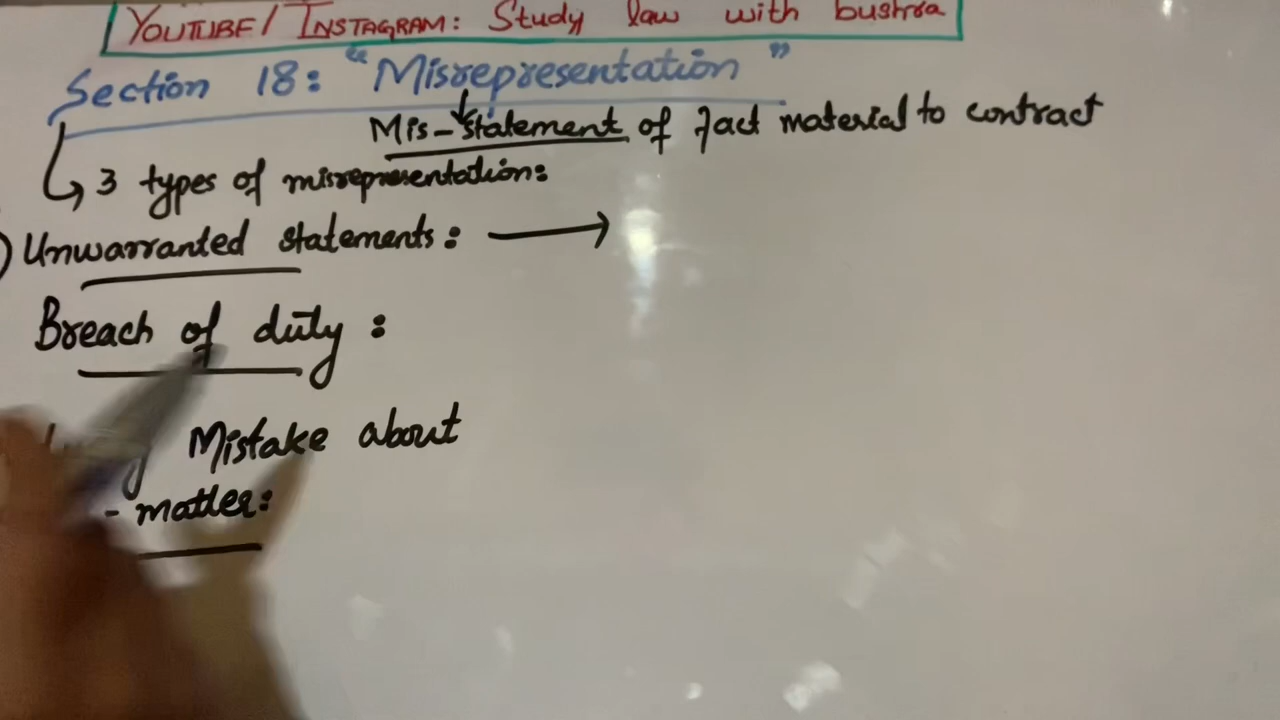 YOUTUBE/ INSTAGRAM: Study law with bushra
Section 18: "Misrepresentation"
Mis-statement of fact material to contract
3 types of misrepresentation:
) Unwarranted statements:
Breach of duty:
Mistake about
- matter: